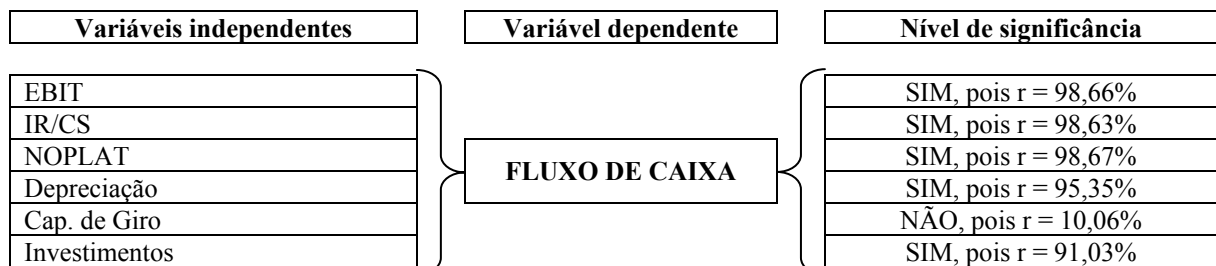 Variáveis independentes Variável dependente Nível de significância
EBIT SIM, pois r = 98,66%
IR/CS SIM, pois r = 98,63%
NOPLAT SIM, pois r = 98,67%
FLUXO DE CAIXA
Depreciação SIM, pois r = 95,35%
Cap. de Giro NÃO, pois r = 10,06%
Investimentos SIM, pois r = 91,03%